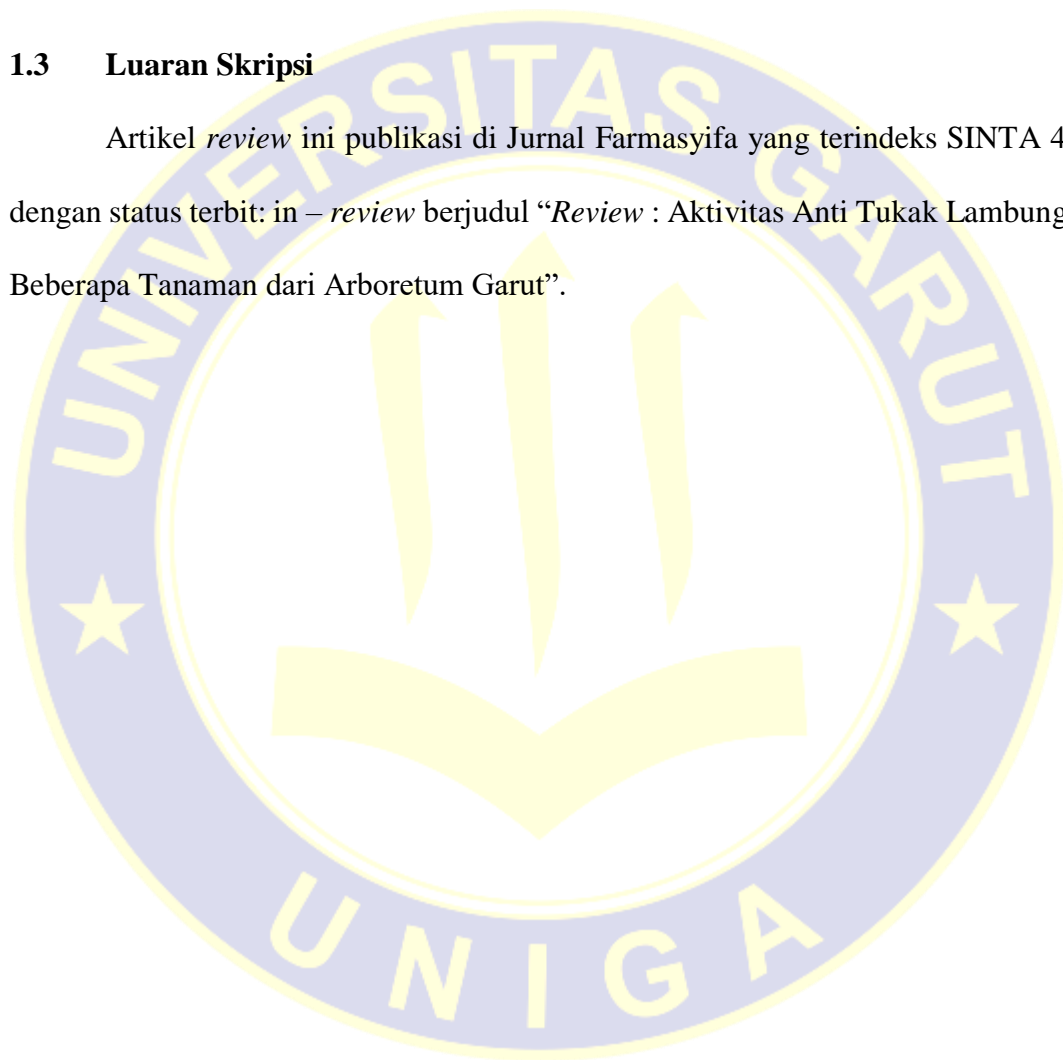 1.3 Luaran Skripsi
Artikel review ini publikasi di Jurnal Farmasyifa yang terindeks SINTA 4
dengan status terbit: in – review berjudul “Review : Aktivitas Anti Tukak Lambung
Beberapa Tanaman dari Arboretum Garut”.
UNIVERSITAS GARUT
UNIGA